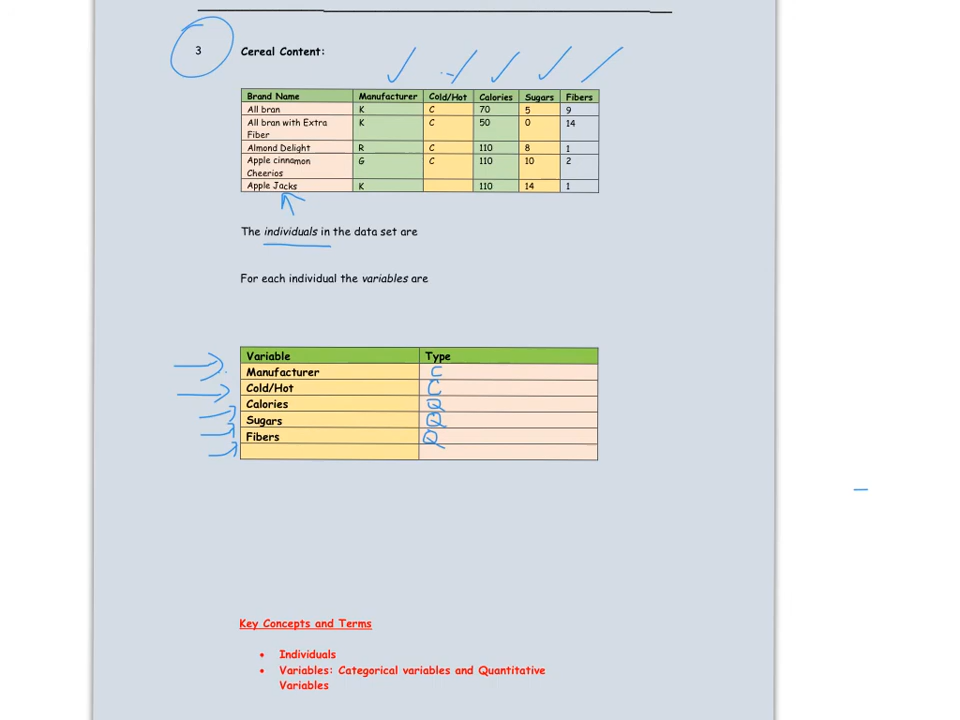 3 Cereal Content:
Brand Name Manufacturer Cold/Hot Calories Sugars Fibers
All bran K C 70 5 9
All bran with Extra K C 50 0 14
Fiber
Almond Delight R C 110 8 1
Apple cinnamon G C 110 10 2
Cheerios
Apple Jacks K 110 14 1
The individuals in the data set are
For each individual the variables are
Variable Type
Manufacturer C
Cold/Hot C
Calories Q
Sugars Q
Fibers Q
Key Concepts and Terms
• Individuals
• Variables: Categorical variables and Quantitative
Variables